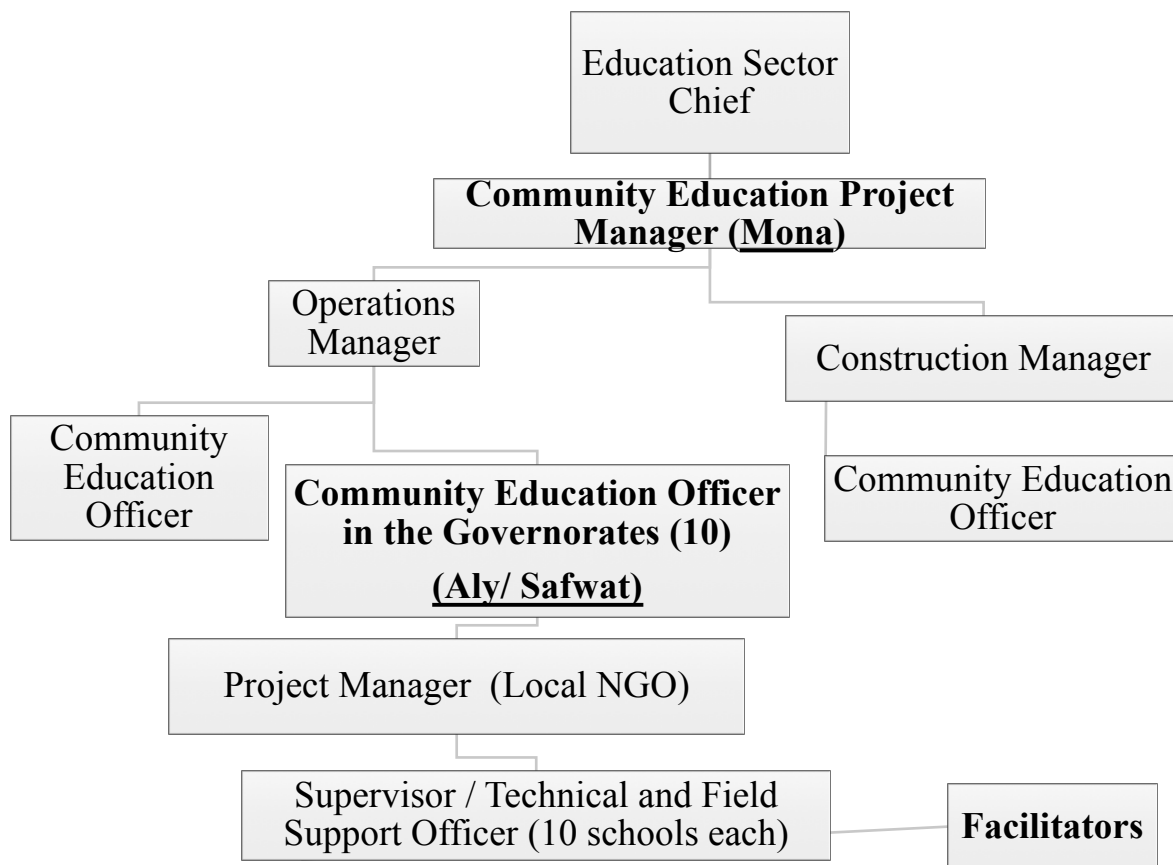 Education Sector
Chief
Community Education Project
Manager (Mona)
Operations
Manager
Construction Manager
Community
Education
Officer
Community Education Officer
in the Governorates (10)
(Aly/ Safwat)
Community Education
Officer
Project Manager  (Local NGO)
Supervisor / Technical and Field
Support Officer (10 schools each)
Facilitators